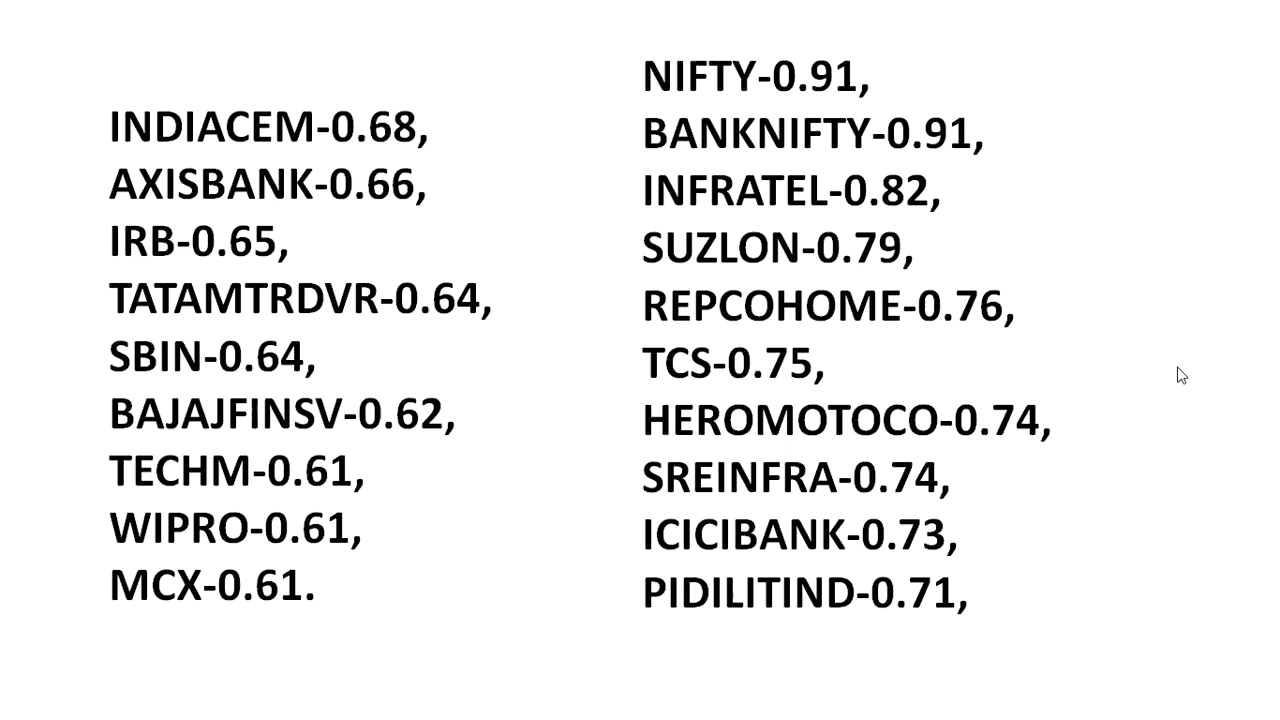 INDIACEM-0.68,
AXISBANK-0.66,
IRB-0.65,
TATAMTRDVR-0.64,
SBIN-0.64,
BAJAJFINSV-0.62,
TECHM-0.61,
WIPRO-0.61,
MCX-0.61.
NIFTY-0.91,
BANKNIFTY-0.91,
INFRATEL-0.82,
SUZLON-0.79,
REPCOHOME-0.76,
TCS-0.75,
HEROMOTOCO-0.74,
SREINFRA-0.74,
ICICIBANK-0.73,
PIDILITIND-0.71,